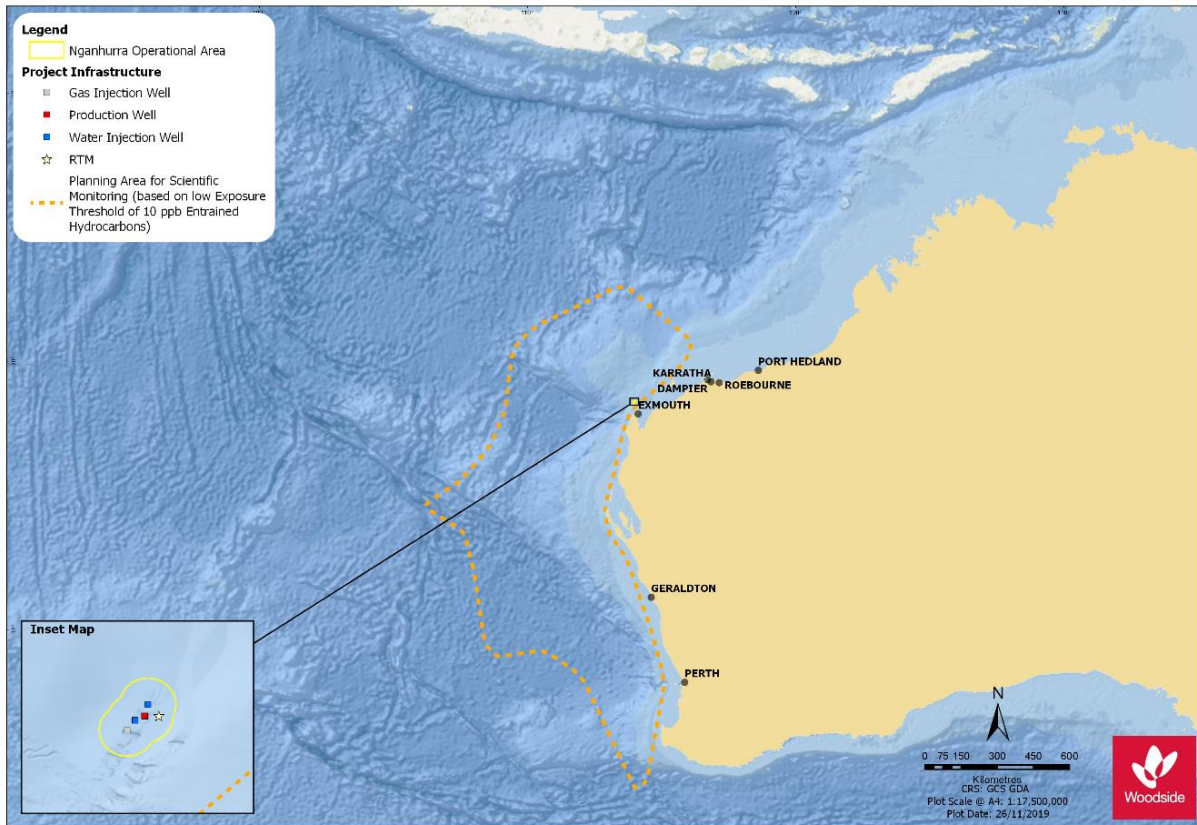 Legend
Nganhurra Operational Area
Project Infrastructure
Gas Injection Well
Production Well
Water Injection Well
RTM
Planning Area for Scientific
Monitoring (based on low Exposure
Threshold of 10 ppb Entrained
Hydrocarbons)
PORT HEDLAND
KARRATHA
DAMPIER
ROEBOURNE
EXMOUTH
GERALDTON
PERTH
Inset Map
N
0 75 150 300 450 600
Kilometres
CRS: GCS GDA
Plot Scale @ A4: 1:17,500,000
Plot Date: 26/11/2019
Woodside